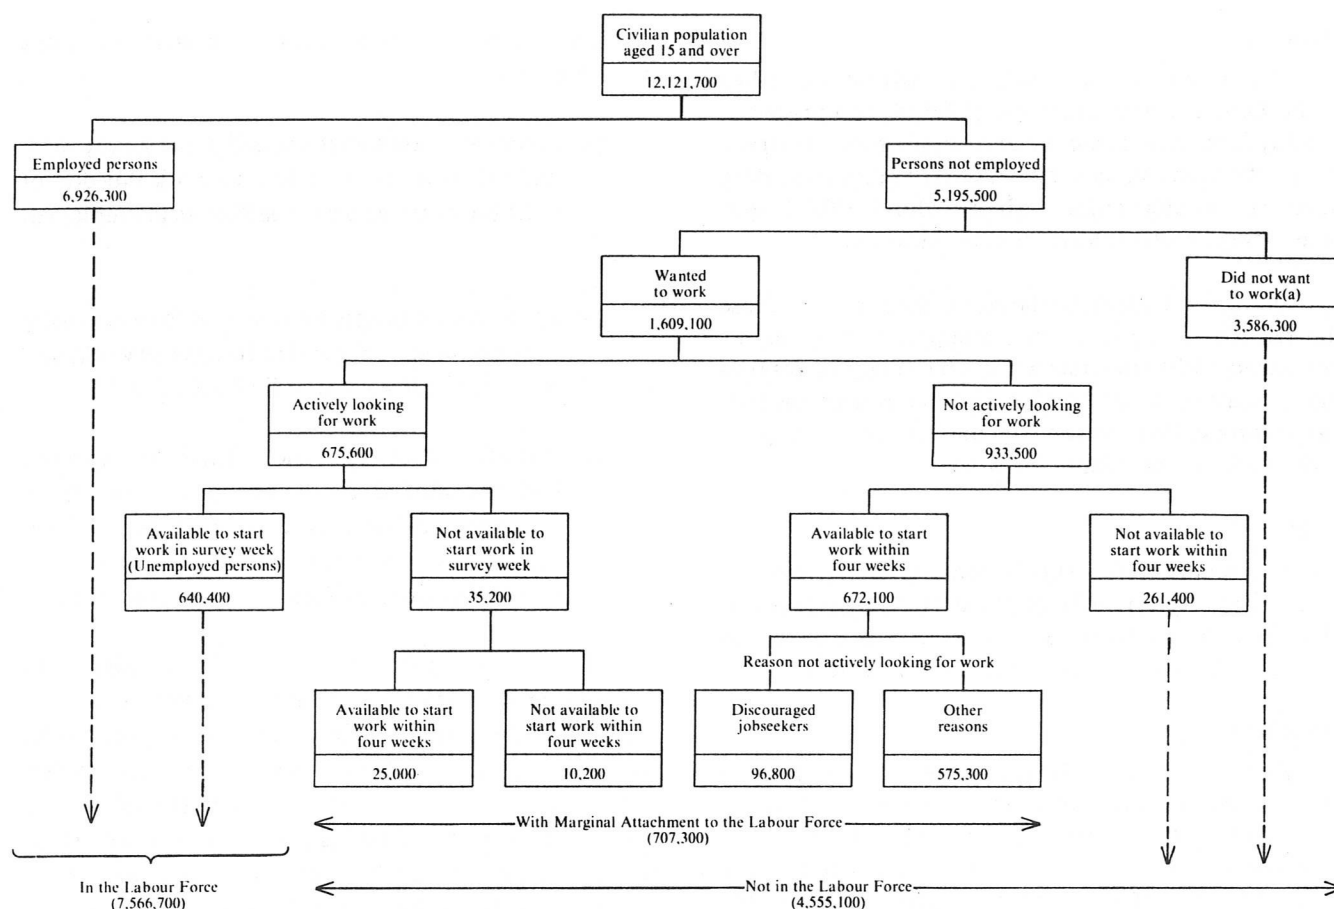 Civilian population
aged 15 and over
12,121,700
Employed persons
6,926,300
Persons not employed
5,195,500
Wanted
to work
1,609,100
Did not want
to work(a)
3,586,300
Actively looking
for work
675,600
Not actively looking
for work
933,500
Available to start
work in survey week
(Unemployed persons)
640,400
Not available to
start work in
survey week
35,200
Available to start
work within
four weeks
672,100
Not available to
start work within
four weeks
261,400
Reason not actively looking for work
Available to start
work within
four weeks
25,000
Not available to
start work within
four weeks
10,200
Discouraged
jobseekers
96,800
Other
reasons
575,300
With Marginal Attachment to the Labour Force
(707,300)
In the Labour Force
(7,566,700)
Not in the Labour Force
(4,555,100)